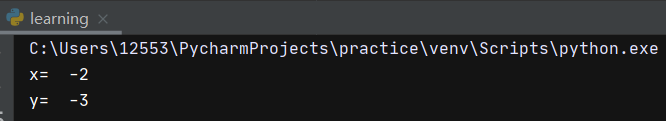 learning
C:\Users\12553\PycharmProjects\practice\venv\Scripts\python.exe
x=  -2
y=  -3